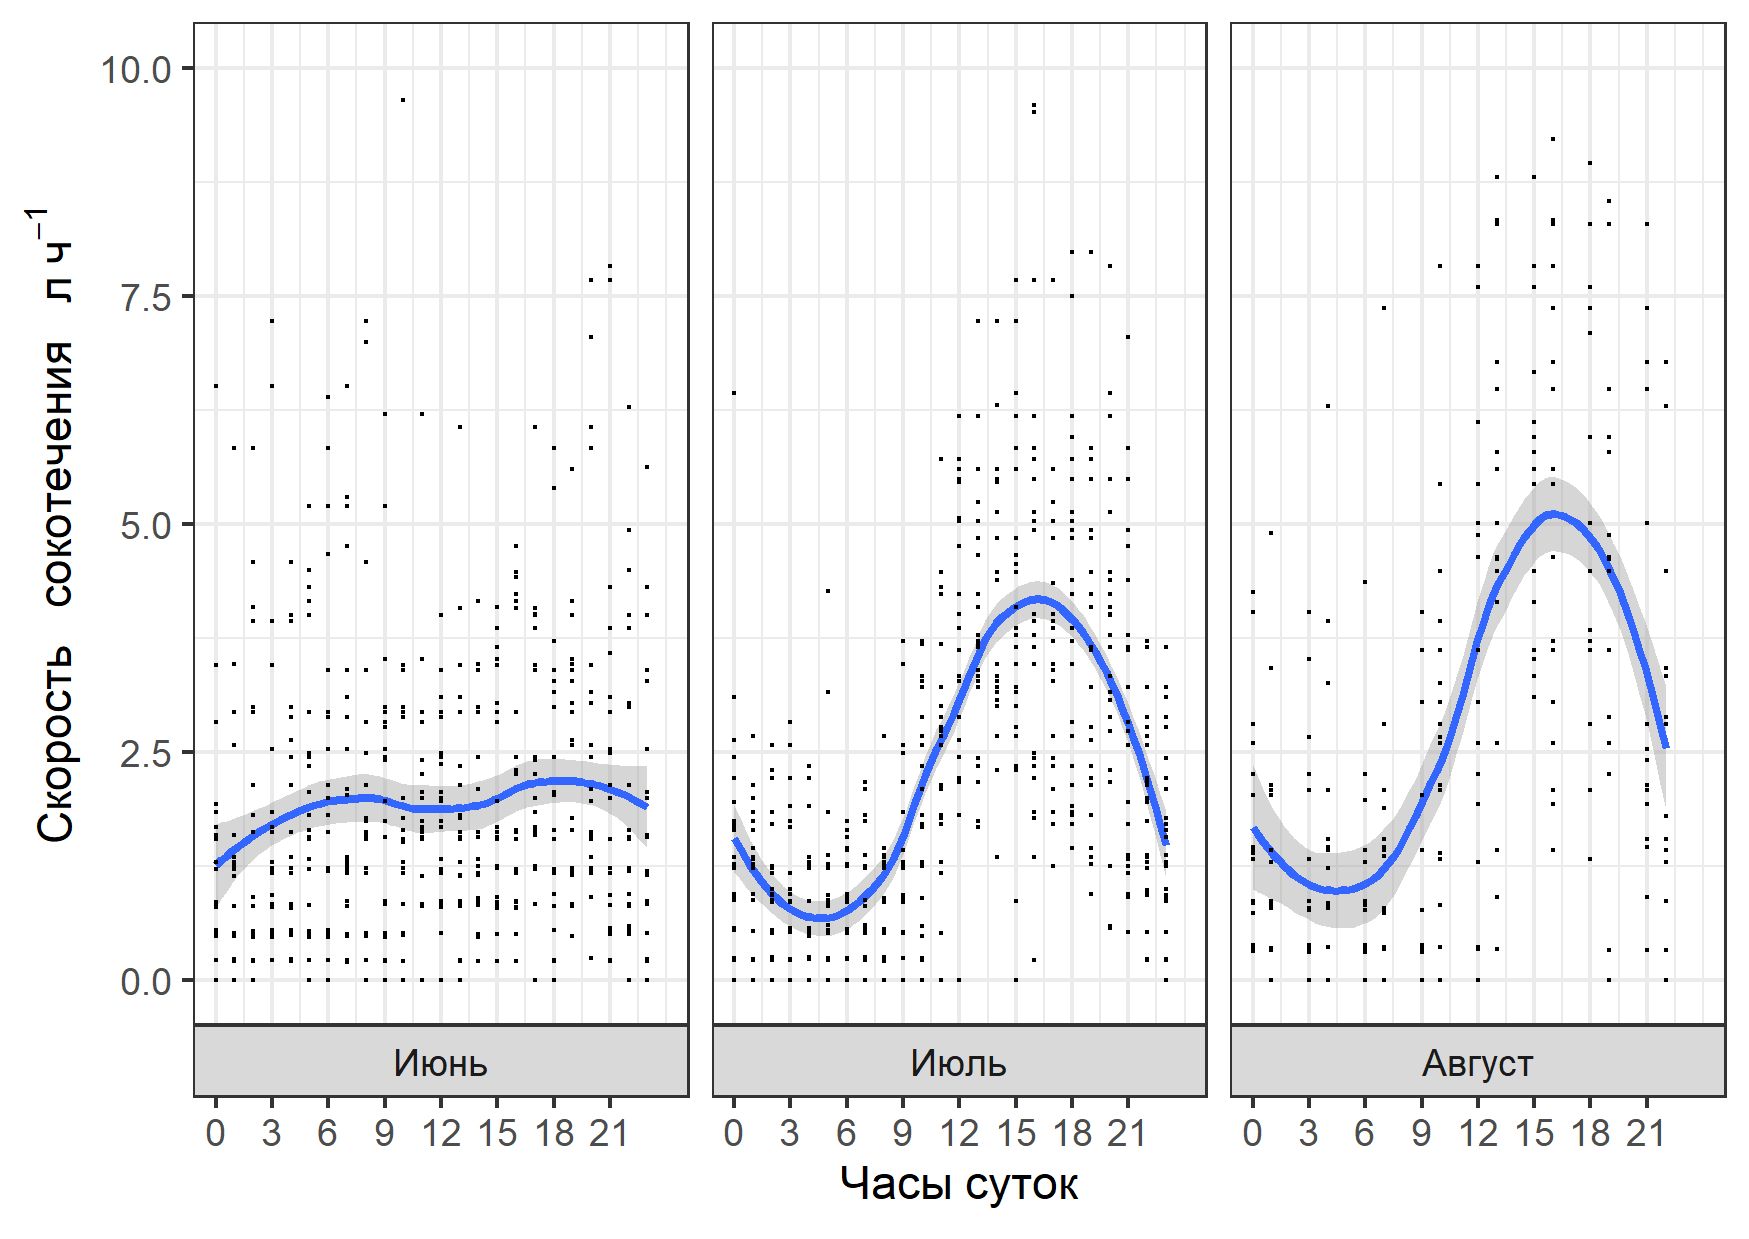 Скорость сокотечения л ч⁻¹
10.0
7.5
5.0
2.5
0.0
Июнь Июль Август
0 3 6 9 12 15 18 21 0 3 6 9 12 15 18 21 0 3 6 9 12 15 18 21
Часы суток